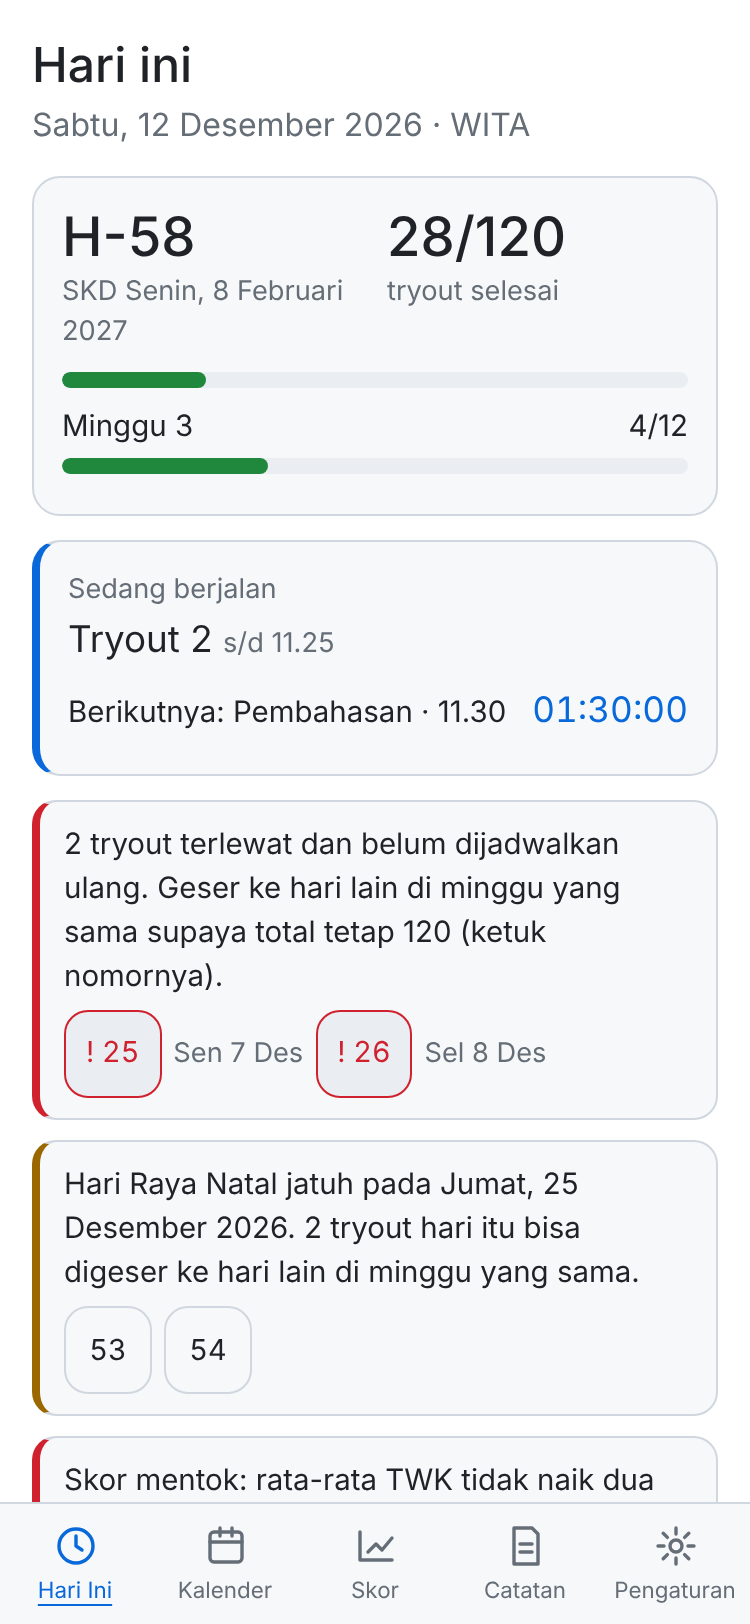 Hari ini
Sabtu, 12 Desember 2026 · WITA
H-58
SKD Senin, 8 Februari
2027
28/120
tryout selesai
Minggu 3
4/12
Sedang berjalan
Tryout 2 s/d 11.25
Berikutnya: Pembahasan · 11.30
01:30:00
2 tryout terlewat dan belum dijadwalkan
ulang. Geser ke hari lain di minggu yang
sama supaya total tetap 120 (ketuk
nomornya).
! 25 Sen 7 Des ! 26 Sel 8 Des
Hari Raya Natal jatuh pada Jumat, 25
Desember 2026. 2 tryout hari itu bisa
digeser ke hari lain di minggu yang sama.
53 54
Skor mentok: rata-rata TWK tidak naik dua
Hari Ini
Kalender
Skor
Catatan
Pengaturan